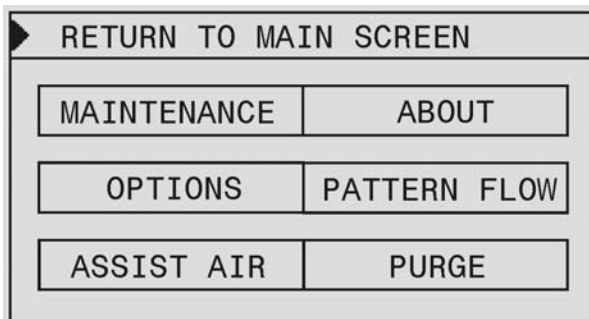 RETURN TO MAIN SCREEN
MAINTENANCE ABOUT
OPTIONS PATTERN FLOW
ASSIST AIR PURGE